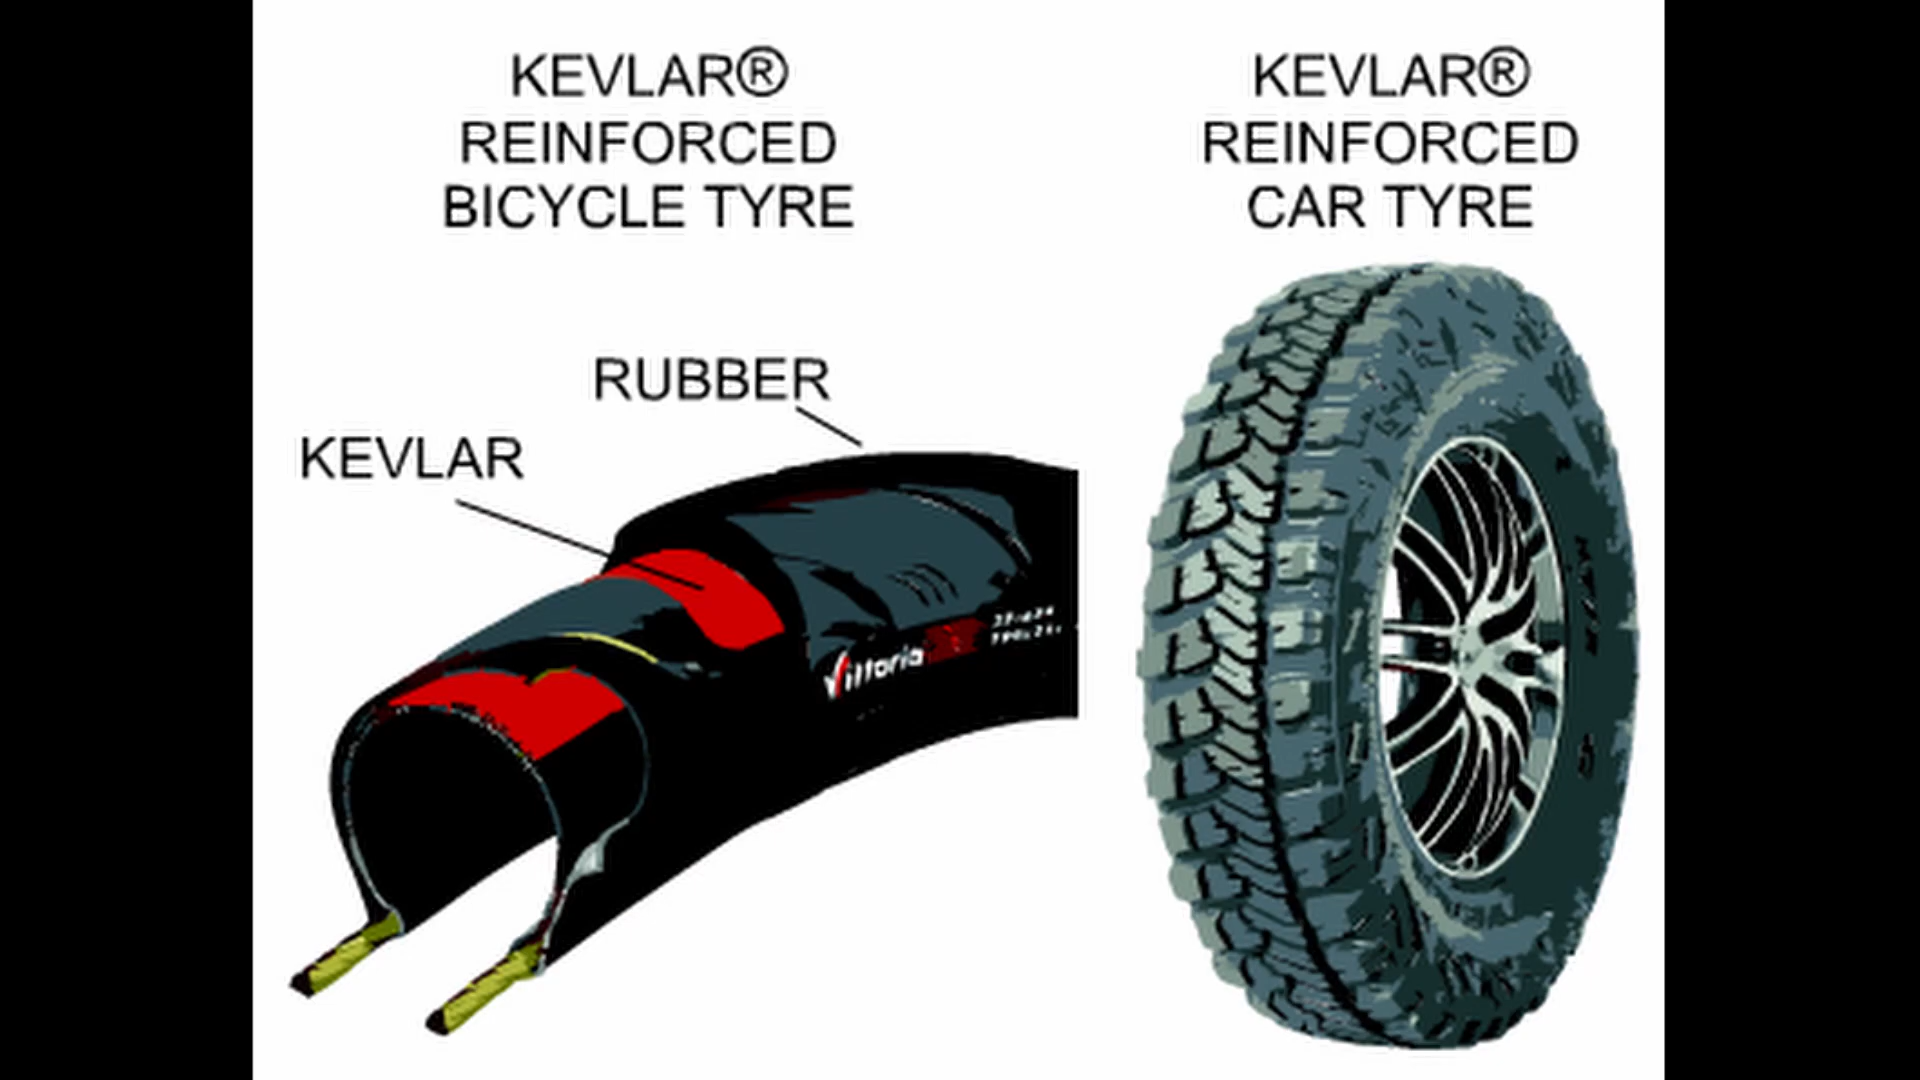 KEVLAR®
REINFORCED
BICYCLE TYRE
KEVLAR®
REINFORCED
CAR TYRE
RUBBER
KEVLAR
Vittoria